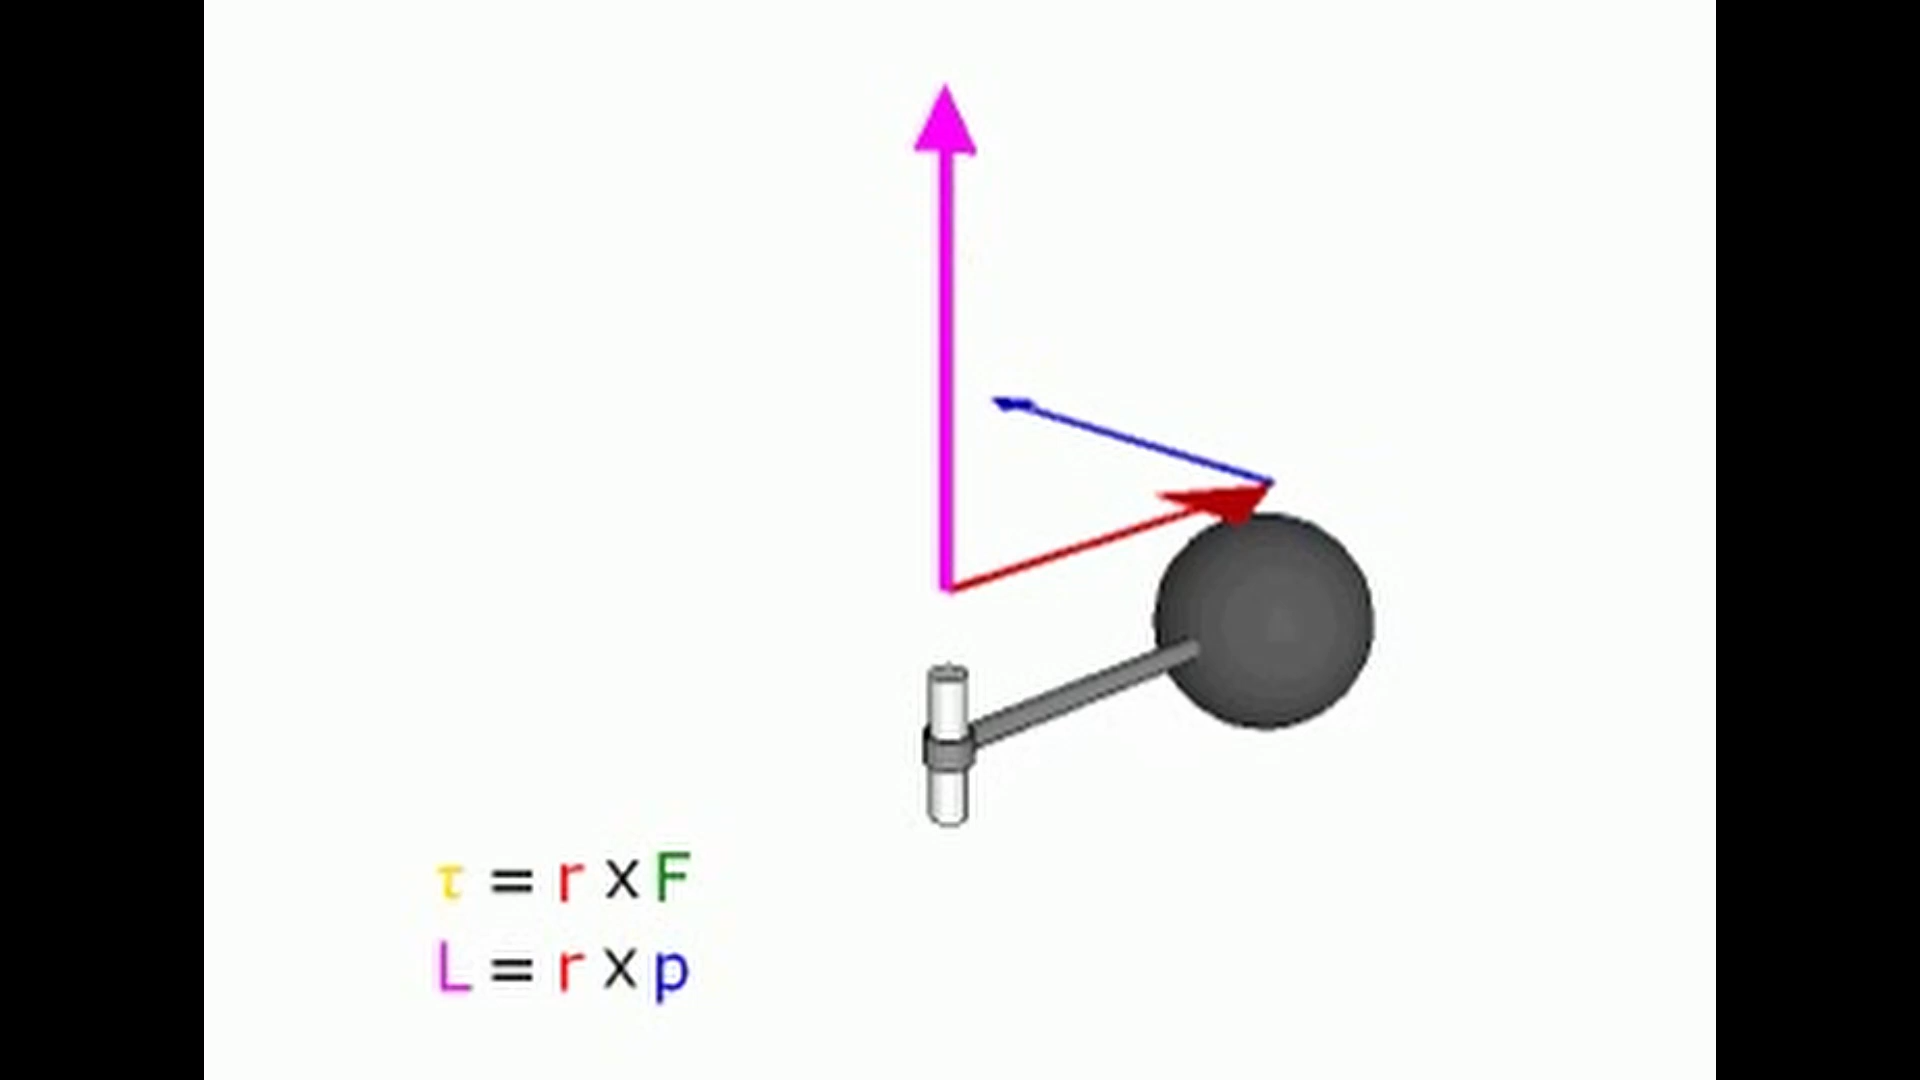 τ = r x F
L = r x p